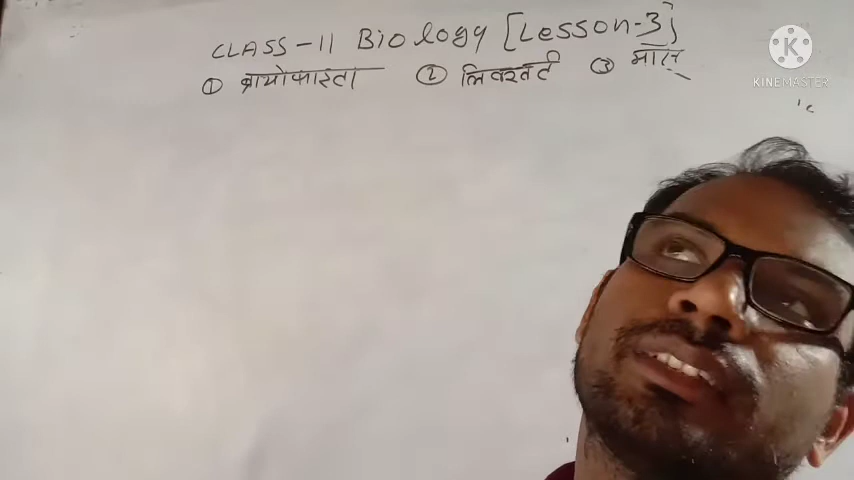 CLASS-11 Biology [Lesson-3]
① ब्रायोफाइटा ② लिवरवर्ट ③ मॉस
KINEMASTER